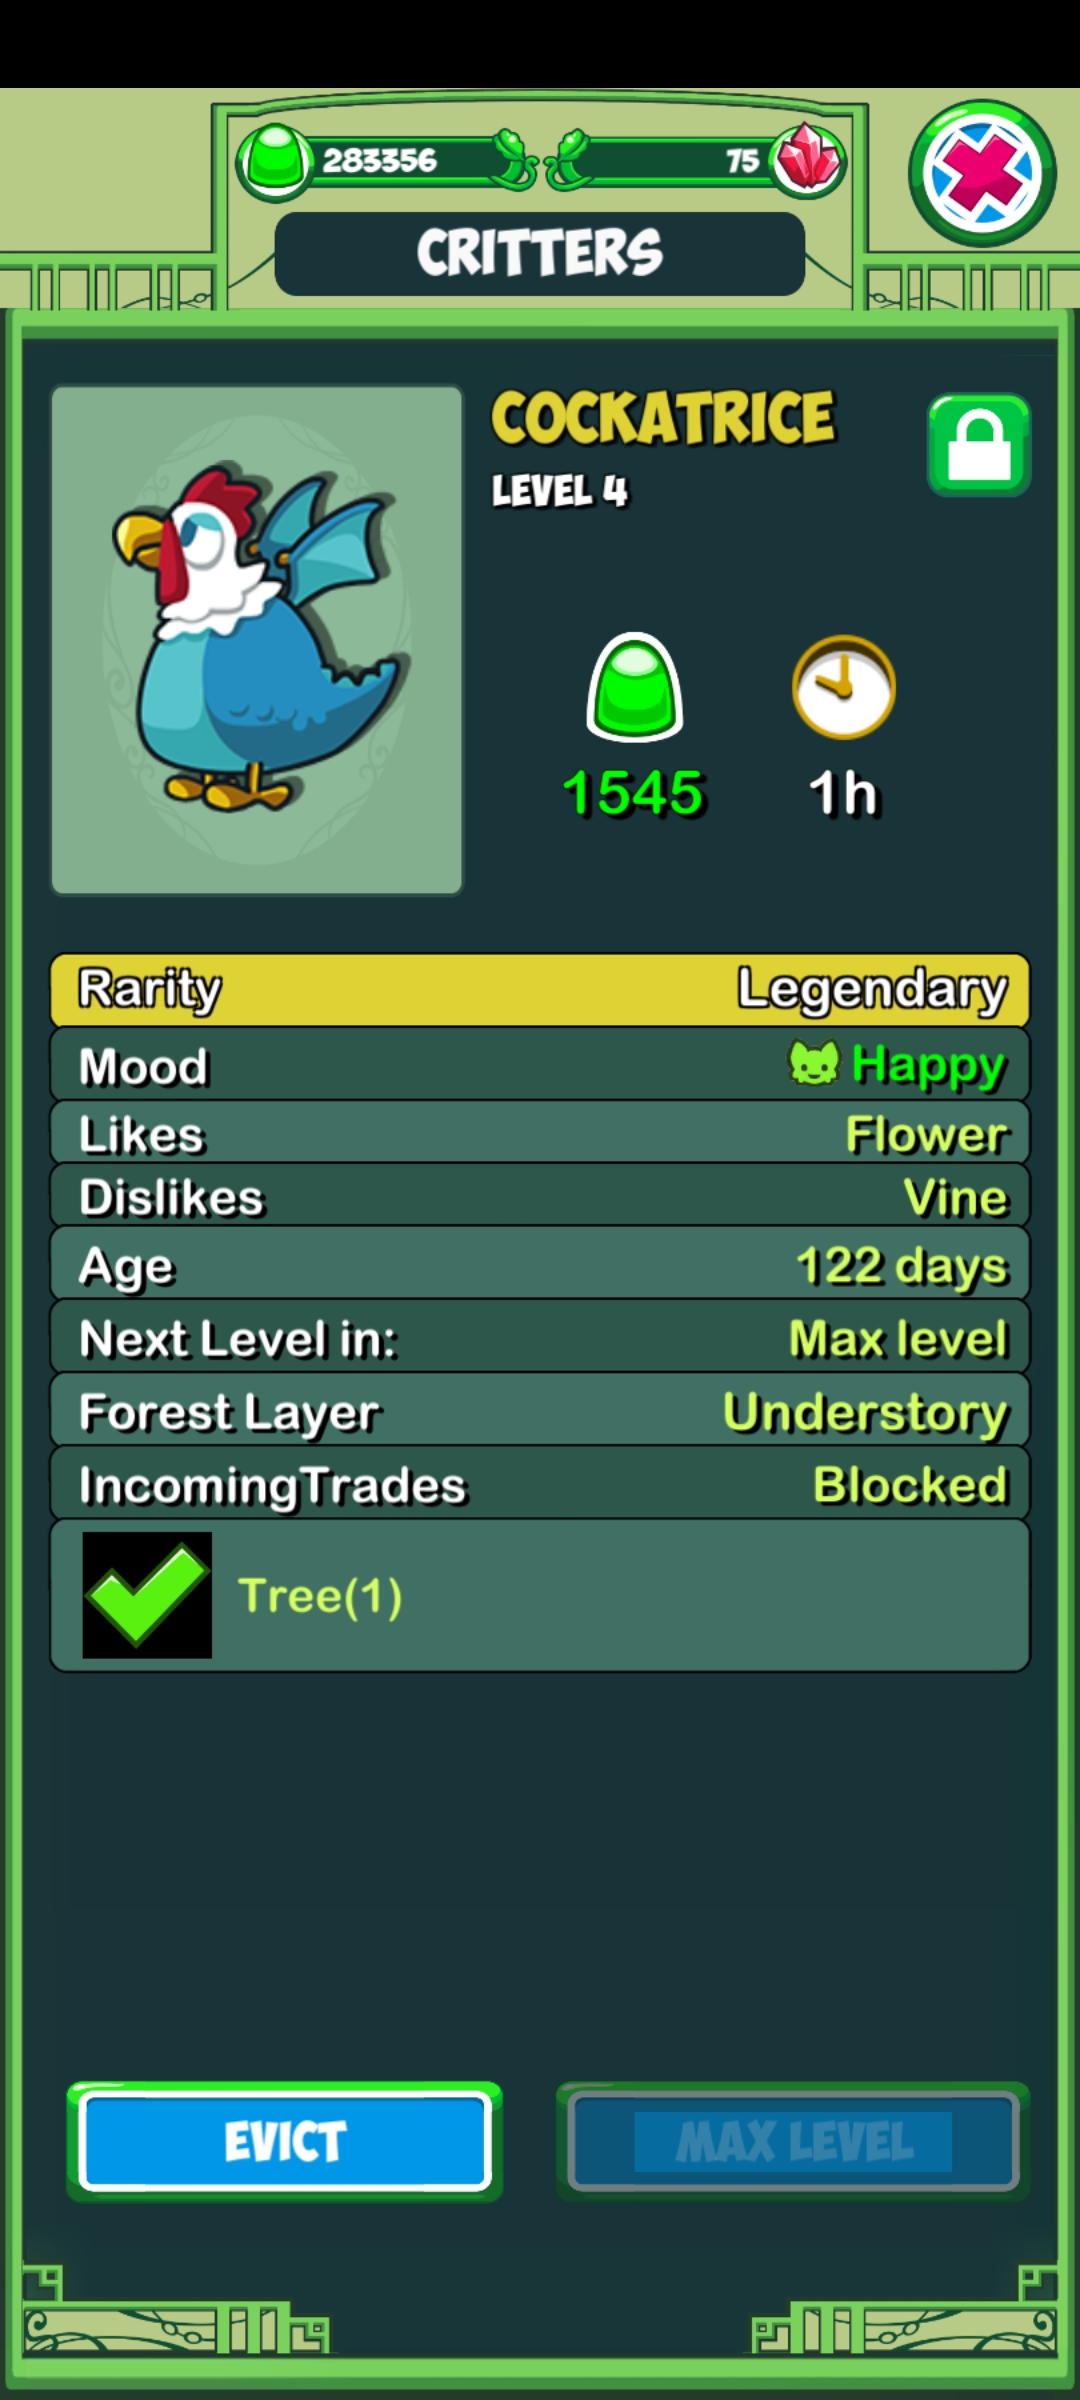 283356
75
CRITTERS
COCKATRICE
LEVEL 4
1545
1h
Rarity Legendary
Mood Happy
Likes Flower
Dislikes Vine
Age 122 days
Next Level in: Max level
Forest Layer Understory
IncomingTrades Blocked
Tree(1)
EVICT
MAX LEVEL